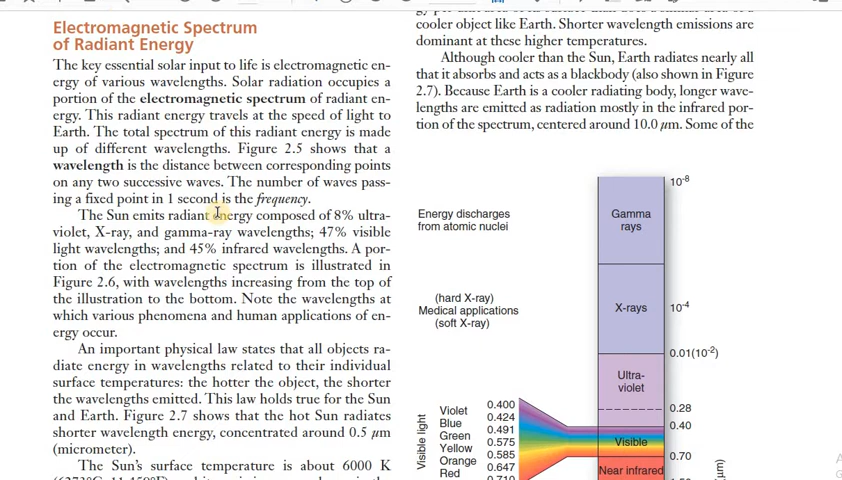 Electromagnetic Spectrum
of Radiant Energy
The key essential solar input to life is electromagnetic en-
ergy of various wavelengths. Solar radiation occupies a
portion of the electromagnetic spectrum of radiant en-
ergy. This radiant energy travels at the speed of light to
Earth. The total spectrum of this radiant energy is made
up of different wavelengths. Figure 2.5 shows that a
wavelength is the distance between corresponding points
on any two successive waves. The number of waves pass-
ing a fixed point in 1 second is the frequency.
The Sun emits radiant energy composed of 8% ultra-
violet, X-ray, and gamma-ray wavelengths; 47% visible
light wavelengths; and 45% infrared wavelengths. A por-
tion of the electromagnetic spectrum is illustrated in
Figure 2.6, with wavelengths increasing from the top of
the illustration to the bottom. Note the wavelengths at
which various phenomena and human applications of en-
ergy occur.
An important physical law states that all objects ra-
diate energy in wavelengths related to their individual
surface temperatures: the hotter the object, the shorter
the wavelengths emitted. This law holds true for the Sun
and Earth. Figure 2.7 shows that the hot Sun radiates
shorter wavelength energy, concentrated around 0.5 μm
(micrometer).
The Sun's surface temperature is about 6000 K
cooler object like Earth. Shorter wavelength emissions are
dominant at these higher temperatures.
Although cooler than the Sun, Earth radiates nearly all
that it absorbs and acts as a blackbody (also shown in Figure
2.7). Because Earth is a cooler radiating body, longer wave-
lengths are emitted as radiation mostly in the infrared por-
tion of the spectrum, centered around 10.0 μm. Some of the
10-8
Energy discharges
from atomic nuclei
Gamma
rays
(hard X-ray)
Medical applications
(soft X-ray)
X-rays
10-4
0.01(10-2)
Ultra-
violet
0.28
0.40
Visible light
Violet
Blue
Green
Yellow
Orange
Red
0.400
0.424
0.491
0.575
0.585
0.647
0.710
Visible
0.70
Near infrared